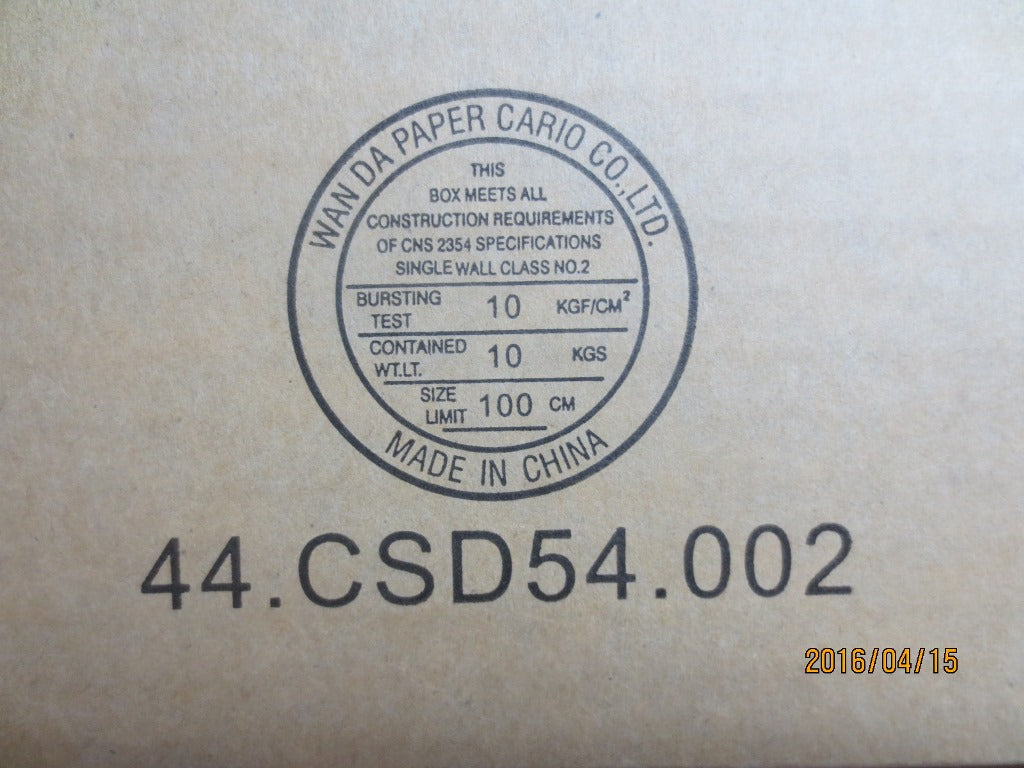 WAN DA PAPER CARIO CO.,LTD.
THIS
BOX MEETS ALL
CONSTRUCTION REQUIREMENTS
OF CNS 2354 SPECIFICATIONS
SINGLE WALL CLASS NO.2
BURSTING TEST 10 KGF/CM²
CONTAINED WT.LT. 10 KGS
SIZE LIMIT 100 CM
MADE IN CHINA
44.CSD54.002
2016/04/15